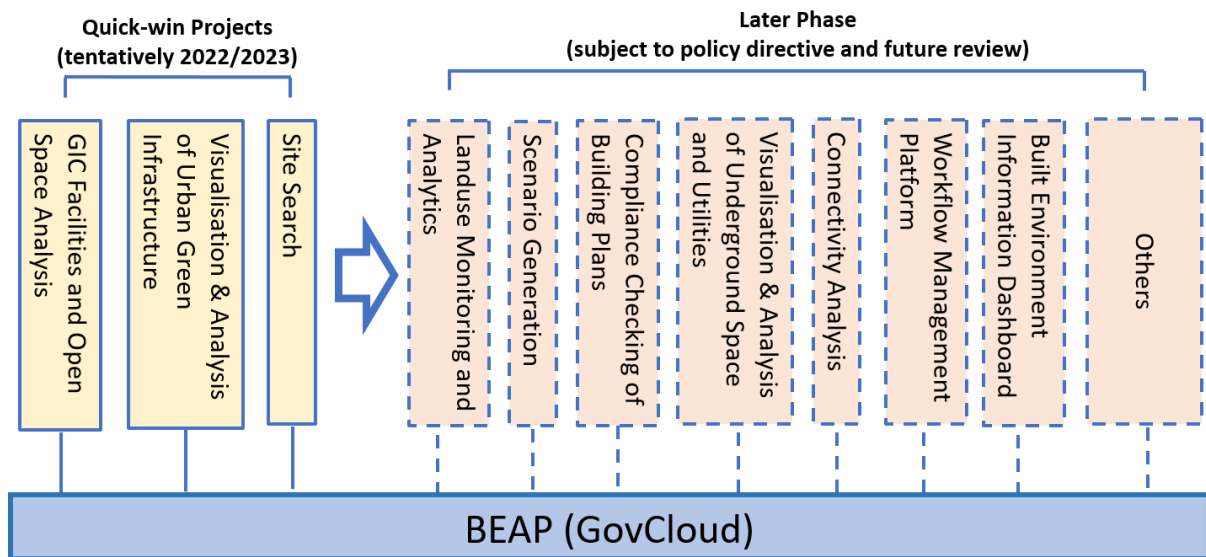 Quick-win Projects
(tentatively 2022/2023)
Later Phase
(subject to policy directive and future review)
GIC Facilities and Open
Space Analysis
Visualisation & Analysis
of Urban Green
Infrastructure
Site Search
Landuse Monitoring and
Analytics
Scenario Generation
Compliance Checking of
Building Plans
Visualisation & Analysis
of Underground Space
and Utilities
Connectivity Analysis
Workflow Management
Platform
Built Environment
Information Dashboard
Others
BEAP (GovCloud)